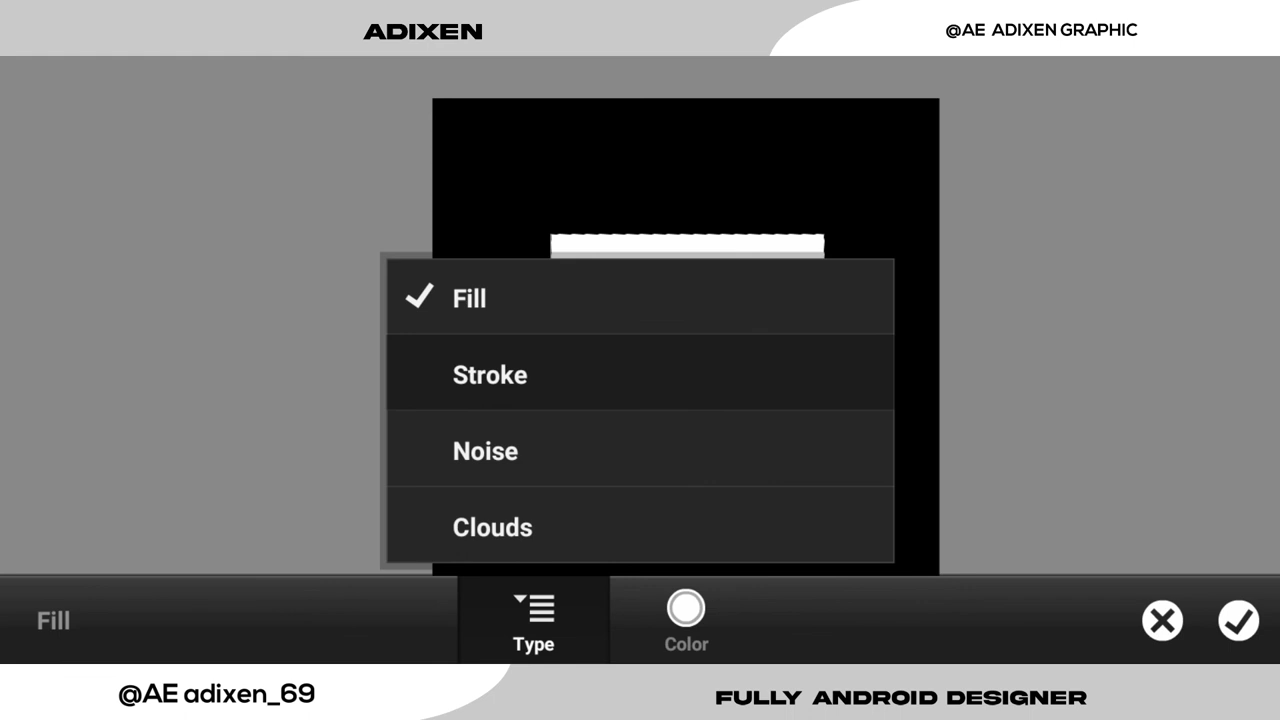 ADIXEN
@AE ADIXEN GRAPHIC
Fill
Stroke
Noise
Clouds
Fill
Type
Color
@AE adixen_69
FULLY ANDROID DESIGNER